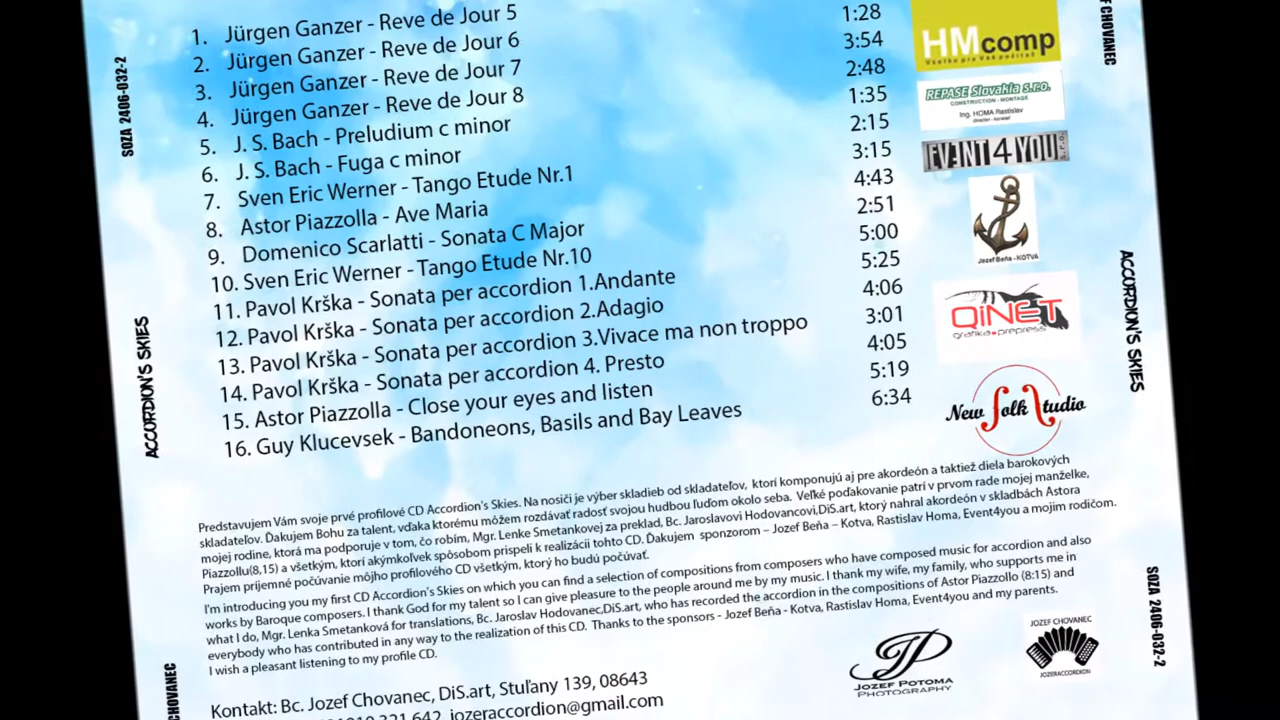 1. Jürgen Ganzer - Reve de Jour 5
2. Jürgen Ganzer - Reve de Jour 6
3. Jürgen Ganzer - Reve de Jour 7
4. Jürgen Ganzer - Reve de Jour 8
5. J. S. Bach - Preludium c minor
6. J. S. Bach - Fuga c minor
7. Sven Eric Werner - Tango Etude Nr.1
8. Astor Piazzolla - Ave Maria
9. Domenico Scarlatti - Sonata C Major
10. Sven Eric Werner - Tango Etude Nr.10
11. Pavol Krška - Sonata per accordion 1.Andante
12. Pavol Krška - Sonata per accordion 2.Adagio
13. Pavol Krška - Sonata per accordion 3.Vivace ma non troppo
14. Pavol Krška - Sonata per accordion 4. Presto
15. Astor Piazzolla - Close your eyes and listen
16. Guy Klucevsek - Bandoneons, Basils and Bay Leaves
1:28
3:54
2:48
1:35
2:15
3:15
4:43
2:51
5:00
5:25
4:06
3:01
4:05
5:19
6:34
HMcomp
Všetko pre Váš počítač
REPASE Slovakia s.r.o.
CONSTRUCTION - MONTAGE
Ing. HOMA Rastislav
director - konateľ
EV3NT 4 YOU s.r.o.
Jozef Beňa - KOTVA
QiNET
grafika prepress
New folk studio
Predstavujem Vám svoje prvé profilové CD Accordion's Skies. Na nosiči je výber skladieb od skladateľov, ktorí komponujú aj pre akordeón a taktiež diela barokových
skladateľov. Ďakujem Bohu za talent, vďaka ktorému môžem rozdávať radosť svojou hudbou ľuďom okolo seba. Veľké poďakovanie patrí v prvom rade mojej manželke,
mojej rodine, ktorá ma podporuje v tom, čo robím, Mgr. Lenke Smetankovej za preklad, Bc. Jaroslavovi Hodovancovi,DiS.art, ktorý nahral akordeón v skladbách Astora
Piazzollu(8,15) a všetkým, ktorí akýmkoľvek spôsobom prispeli k realizácii tohto CD. Ďakujem sponzorom – Jozef Beňa – Kotva, Rastislav Homa, Event4you a mojim rodičom.
Prajem príjemné počúvanie môjho profilového CD všetkým, ktorý ho budú počúvať.
I'm introducing you my first CD Accordion's Skies on which you can find a selection of compositions from composers who have composed music for accordion and also
works by Baroque composers. I thank God for my talent so I can give pleasure to the people around me by my music. I thank my wife, my family, who supports me in
what I do, Mgr. Lenka Smetanková for translations, Bc. Jaroslav Hodovanec,DiS.art, who has recorded the accordion in the compositions of Astor Piazzollo (8:15) and
everybody who has contributed in any way to the realization of this CD. Thanks to the sponsors - Jozef Beňa - Kotva, Rastislav Homa, Event4you and my parents.
I wish a pleasant listening to my profile CD.
Kontakt: Bc. Jozef Chovanec, DiS.art, Stuľany 139, 08643
jozeraccordion@gmail.com
JP
JOZEF POTOMA
PHOTOGRAPHY
JOZEF CHOVANEC
JOZERACCORDION
SOZA 2406-032-2
ACCORDION'S SKIES
CHOVANEC
CHOVANEC
ACCORDION'S SKIES
SOZA 2406-032-2